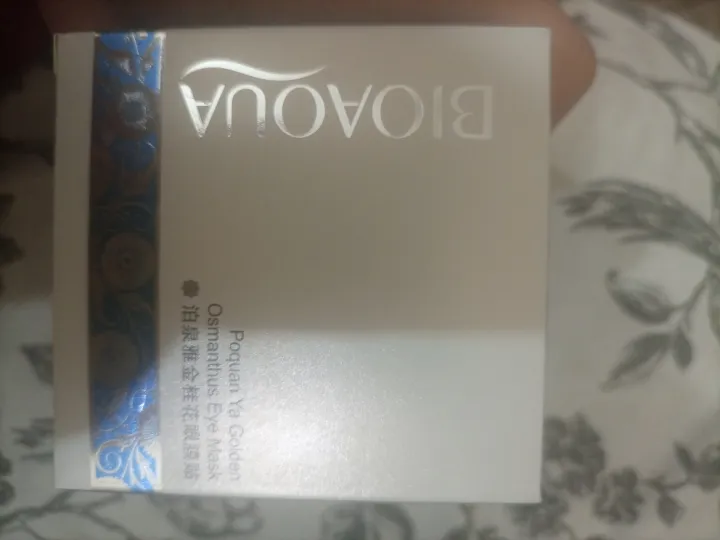 BIOAQUA
Poquan Ya Golden
Osmanthus Eye Mask
泊泉雅金桂花眼膜贴